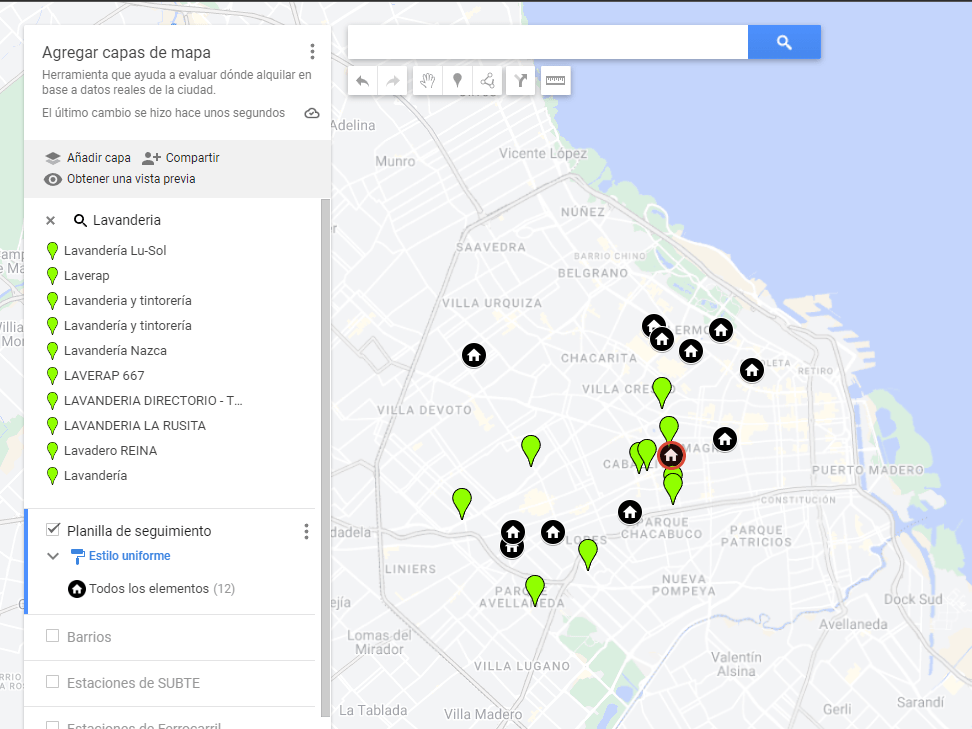 Agregar capas de mapa
Herramienta que ayuda a evaluar dónde alquilar en
base a datos reales de la ciudad.
El último cambio se hizo hace unos segundos
Añadir capa
Compartir
Obtener una vista previa
Lavanderia
Lavandería Lu-Sol
Laverap
Lavanderia y tintorería
Lavandería y tintorería
Lavandería Nazca
LAVERAP 667
LAVANDERIA DIRECTORIO - T...
LAVANDERIA LA RUSITA
Lavadero REINA
Lavandería
Planilla de seguimiento
Estilo uniforme
Todos los elementos (12)
Barrios
Estaciones de SUBTE
Estaciones de Ferrocarril
Adelina
Munro
Vicente López
NÚÑEZ
SAAVEDRA
BARRIO CHINO
BELGRANO
VILLA URQUIZA
CHACARITA
RETIRO
VILLA CRESPO
VILLA DEVOTO
PUERTO MADERO
CONSTITUCIÓN
PARQUE
CHACABUCO
PARQUE
PATRICIOS
FLORES
LINIERS
NUEVA
POMPEYA
PARQUE
AVELLANEDA
Dock Sud
Avellaneda
Lomas del
Mirador
VILLA LUGANO
Valentín
Alsina
La Tablada
Villa Madero
Gerli
Sarandí